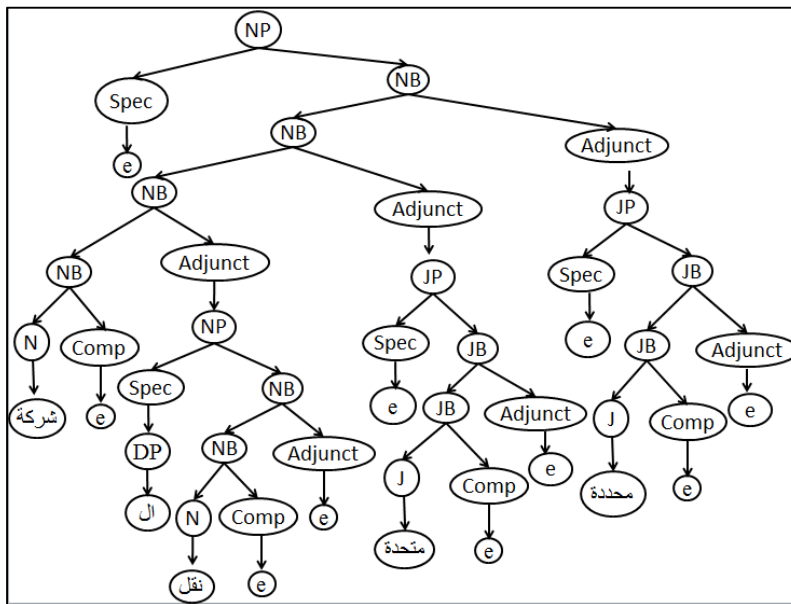 NP
Spec NB
NB Adjunct
e
NB Adjunct JP
NB Adjunct JP Spec JB
N Comp NP Spec JB e JB Adjunct
شركة e Spec NB e JB Adjunct J Comp e
DP NB Adjunct J Comp e محددة e
ال N Comp e متحدة e
نقل e